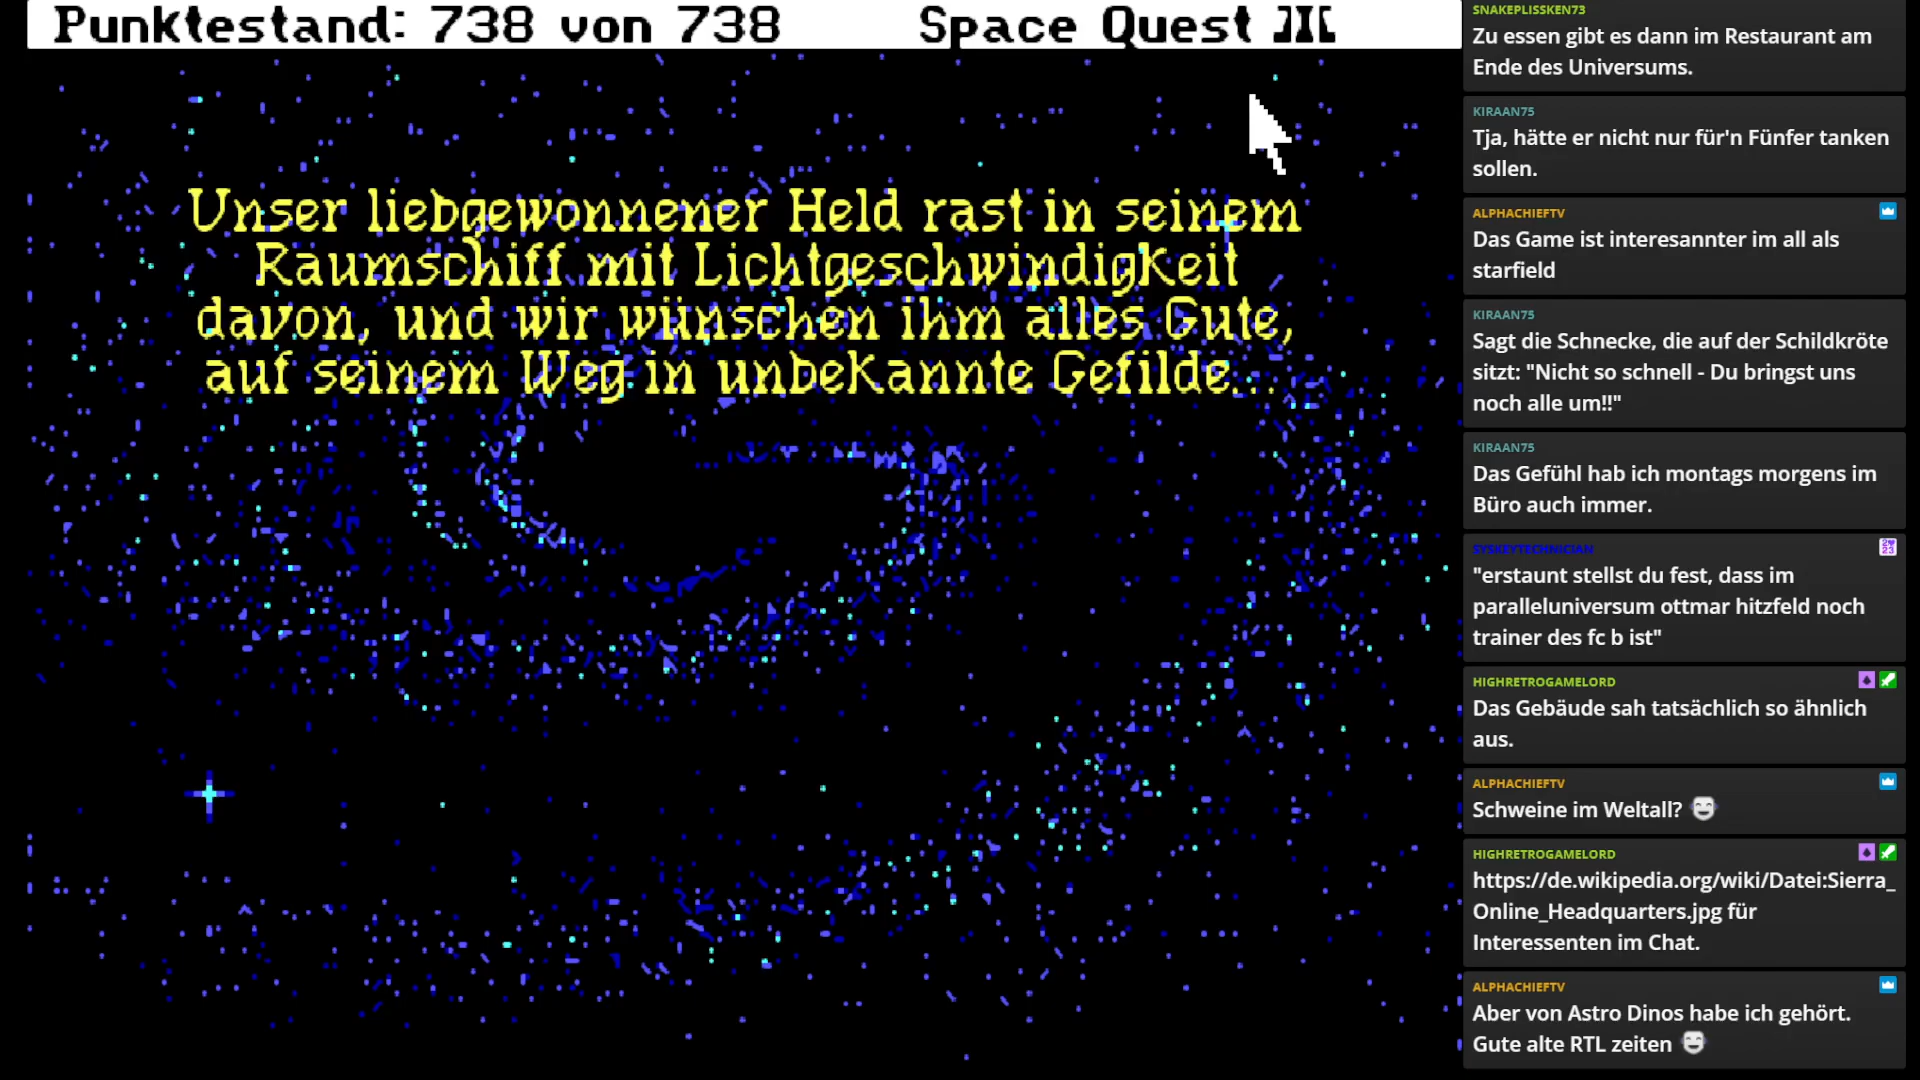 Punktestand: 738 von 738 Space Quest III
Unser liebgewonnener Held rast in seinem
Raumschiff mit Lichtgeschwindigkeit
davon, und wir wünschen ihm alles Gute,
auf seinem Weg in unbekannte Gefilde...
SNAKEPLISSKEN73
Zu essen gibt es dann im Restaurant am
Ende des Universums.
KIRAAN75
Tja, hätte er nicht nur für'n Fünfer tanken
sollen.
ALPHACHIEFTV
Das Game ist interesannter im all als
starfield
KIRAAN75
Sagt die Schnecke, die auf der Schildkröte
sitzt: "Nicht so schnell - Du bringst uns
noch alle um!!"
KIRAAN75
Das Gefühl hab ich montags morgens im
Büro auch immer.
SYSKEYTECHNICIAN
"erstaunt stellst du fest, dass im
paralleluniversum ottmar hitzfeld noch
trainer des fc b ist"
HIGHRETROGAMELORD
Das Gebäude sah tatsächlich so ähnlich
aus.
ALPHACHIEFTV
Schweine im Weltall?
HIGHRETROGAMELORD
https://de.wikipedia.org/wiki/Datei:Sierra_
Online_Headquarters.jpg für
Interessenten im Chat.
ALPHACHIEFTV
Aber von Astro Dinos habe ich gehört.
Gute alte RTL zeiten